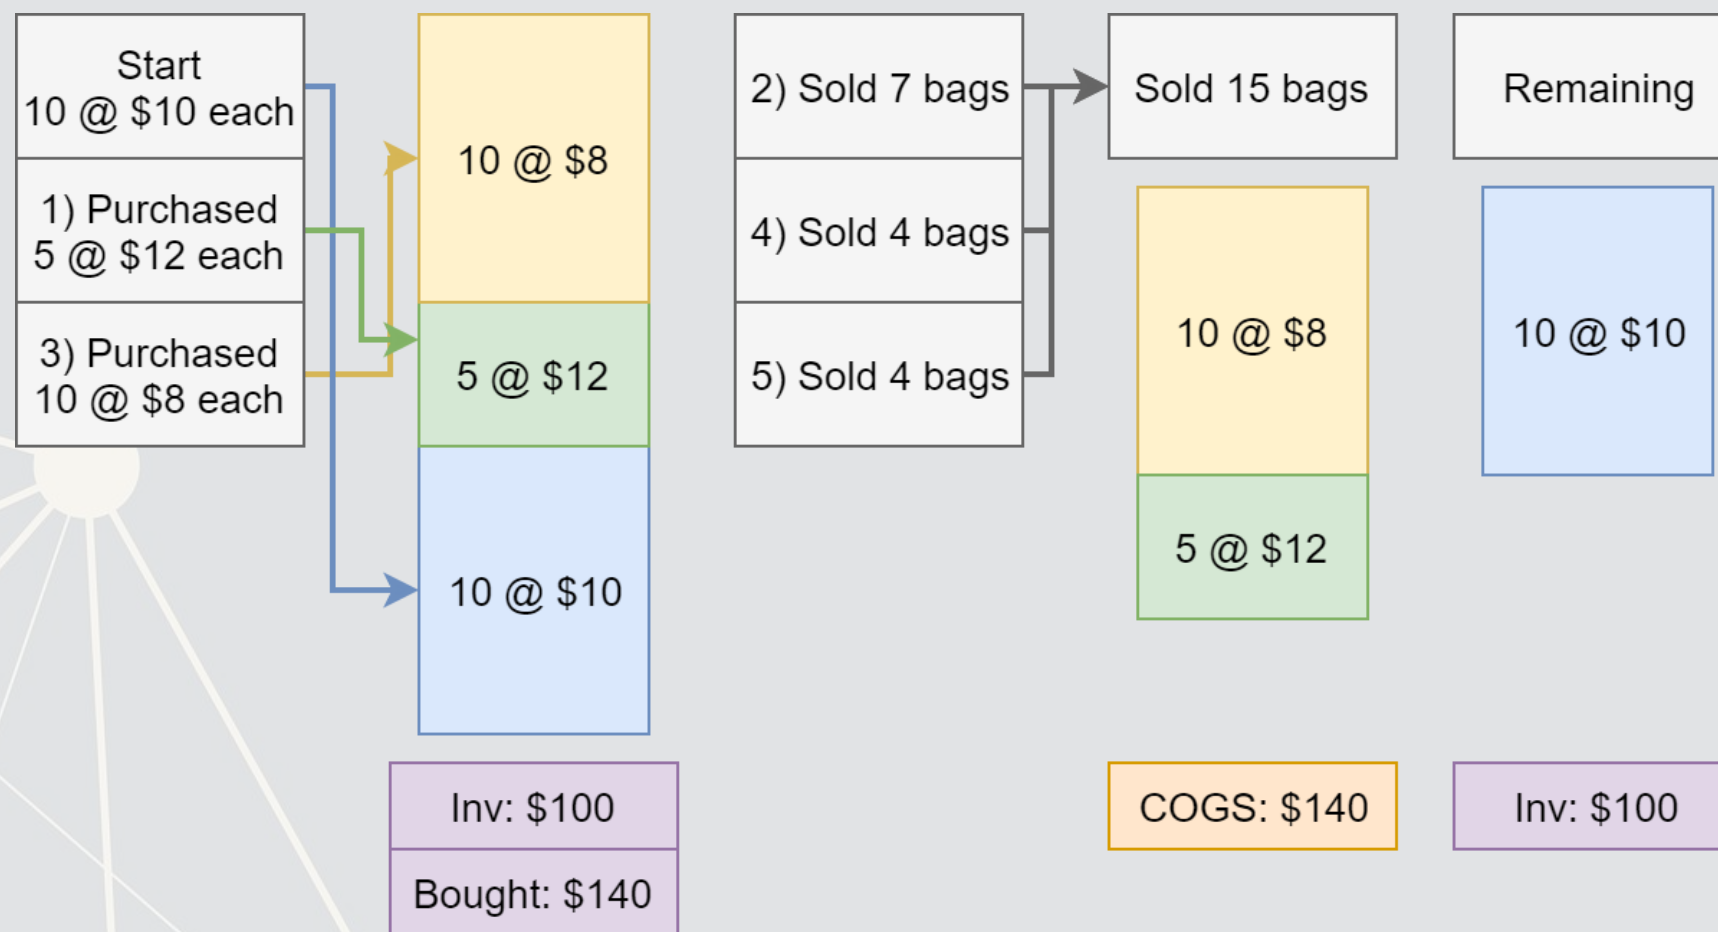 Start
10 @ $10 each
1) Purchased
5 @ $12 each
3) Purchased
10 @ $8 each
10 @ $8
5 @ $12
10 @ $10
Inv: $100
Bought: $140
2) Sold 7 bags
4) Sold 4 bags
5) Sold 4 bags
Sold 15 bags
10 @ $8
5 @ $12
COGS: $140
Remaining
10 @ $10
Inv: $100